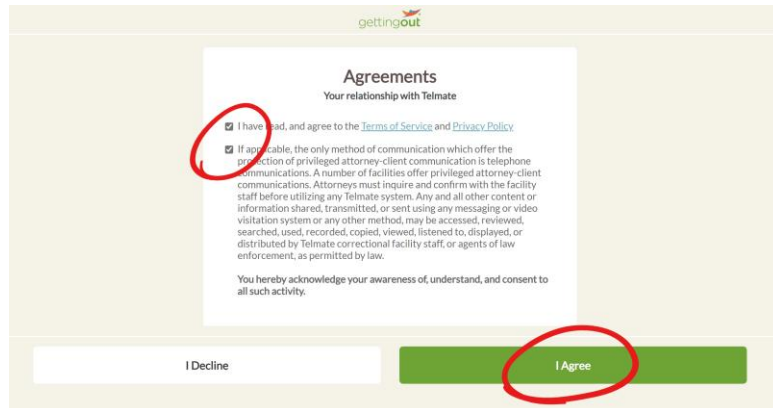 gettingout
Agreements
Your relationship with Telmate
I have read, and agree to the Terms of Service and Privacy Policy
If applicable, the only method of communication which offer the
protection of privileged attorney-client communication is telephone
communications. A number of facilities offer privileged attorney-client
communications. Attorneys must inquire and confirm with the facility
staff before utilizing any Telmate system. Any and all other content or
information shared, transmitted, or sent using any messaging or video
visitation system or any other method, may be accessed, reviewed,
searched, used, recorded, copied, viewed, listened to, displayed, or
distributed by Telmate correctional facility staff, or agents of law
enforcement, as permitted by law.
You hereby acknowledge your awareness of, understand, and consent to
all such activity.
I Decline
I Agree